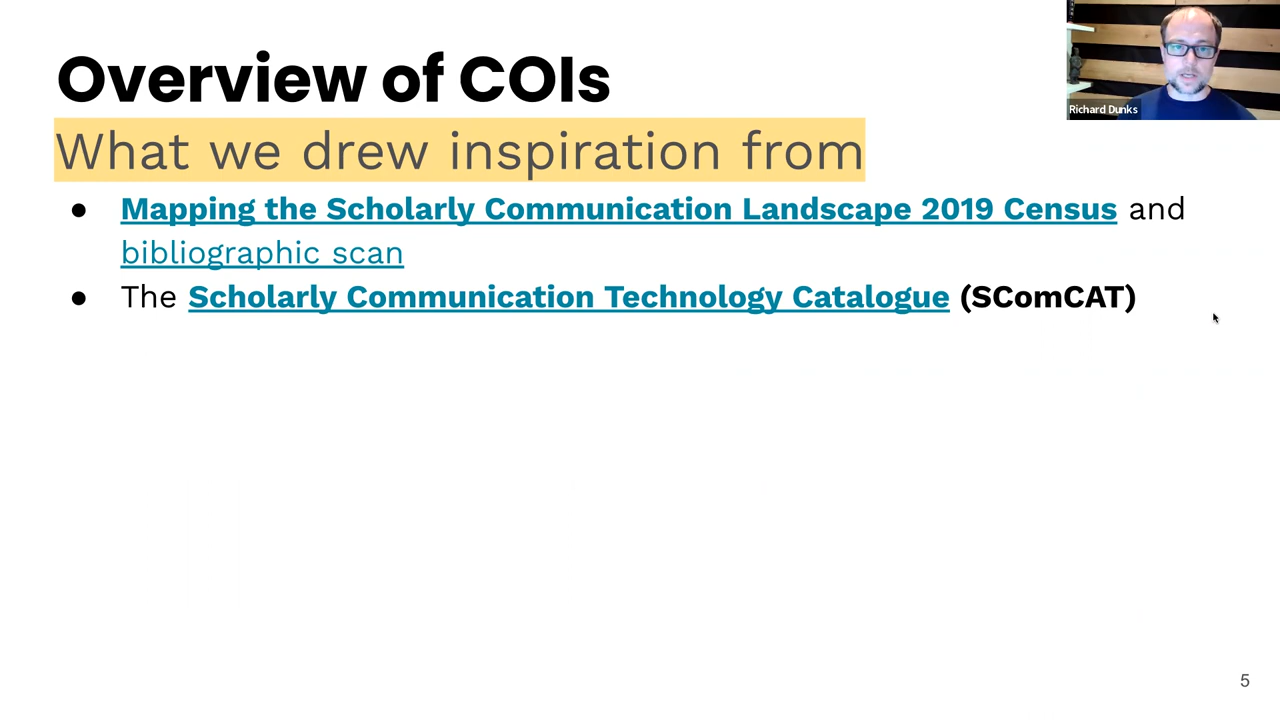 Overview of COIs
What we drew inspiration from
● Mapping the Scholarly Communication Landscape 2019 Census and
bibliographic scan
● The Scholarly Communication Technology Catalogue (SComCAT)
Richard Dunks
5